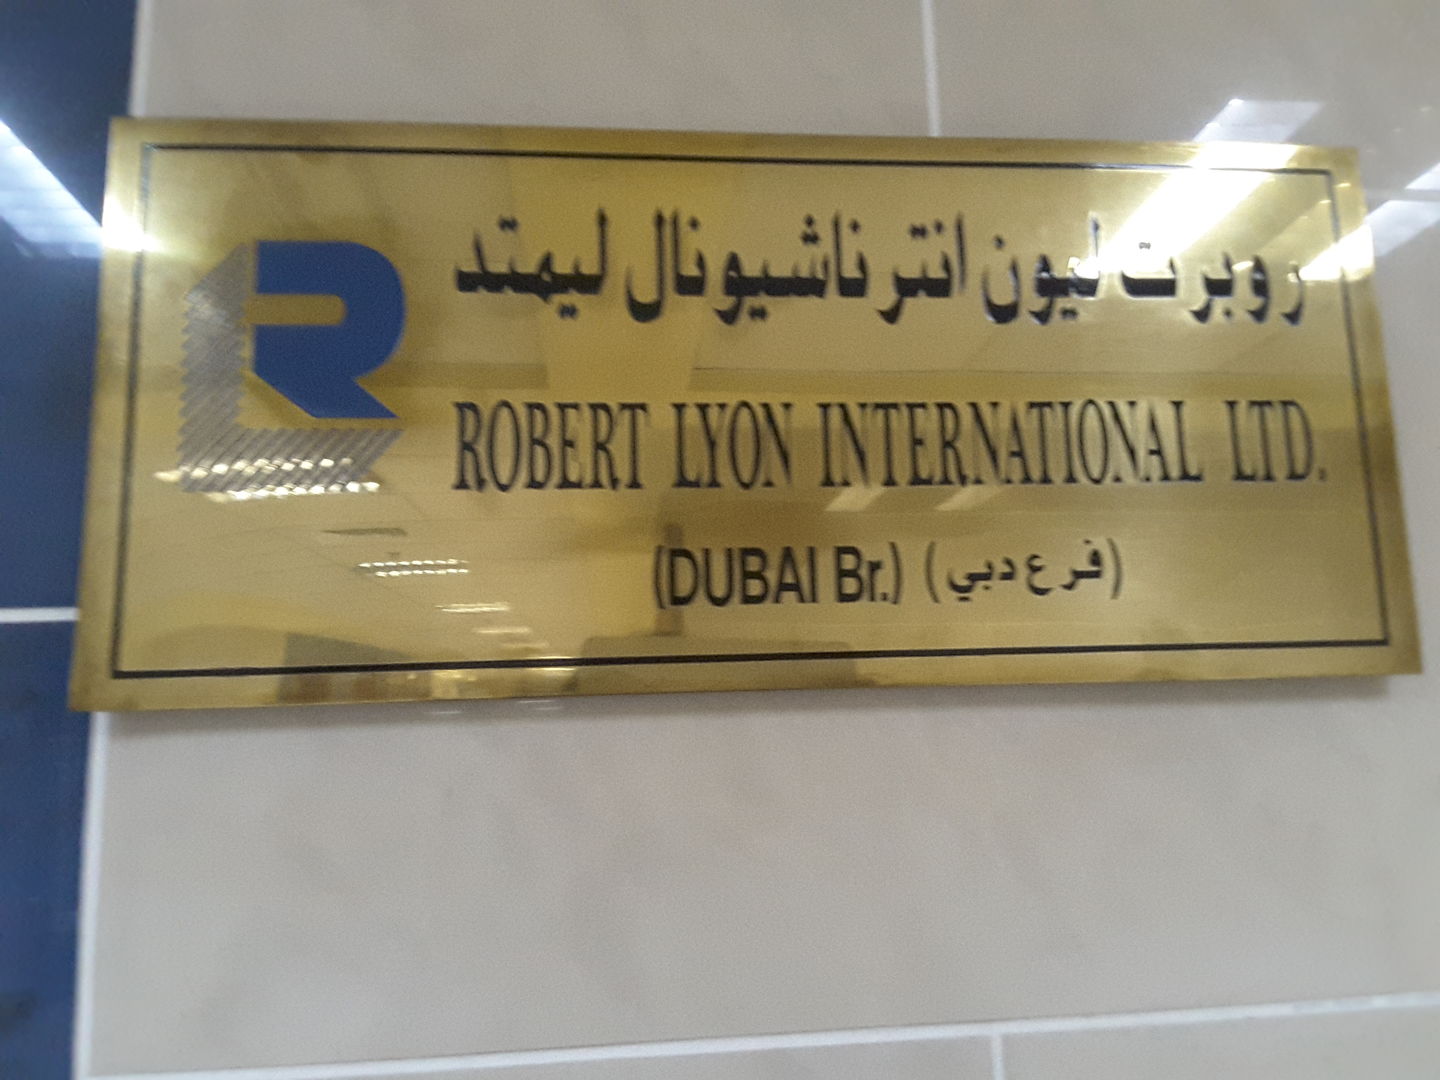 روبرت ليون انترناشيونال ليمتد
ROBERT LYON INTERNATIONAL LTD.
(DUBAI Br.) (فرع دبي)